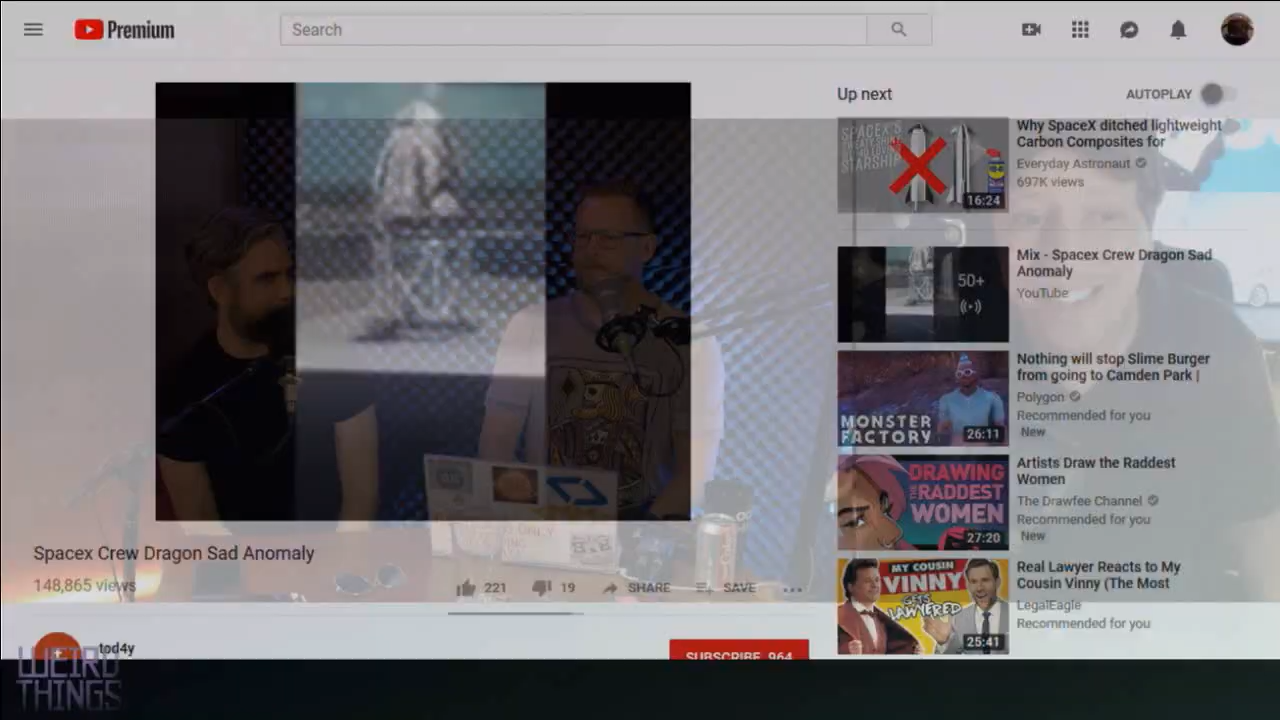 Premium
Search
Up next
AUTOPLAY
SPACEX'S
STARSHIP
16:24
Why SpaceX ditched lightweight
Carbon Composites for
Everyday Astronaut
697K views
50+
Mix - Spacex Crew Dragon Sad
Anomaly
YouTube
MONSTER
FACTORY
26:11
Nothing will stop Slime Burger
from going to Camden Park |
Polygon
Recommended for you
New
DRAWING
THE RADDEST
WOMEN
27:20
Artists Draw the Raddest
Women
The Drawfee Channel
Recommended for you
New
MY COUSIN
VINNY
GETS
LAWYERED
25:41
Real Lawyer Reacts to My
Cousin Vinny (The Most
LegalEagle
Recommended for you
Spacex Crew Dragon Sad Anomaly
148,865 views
221
19
SHARE
SAVE
tod4y
SUBSCRIBE 964
WEIRD
THINGS